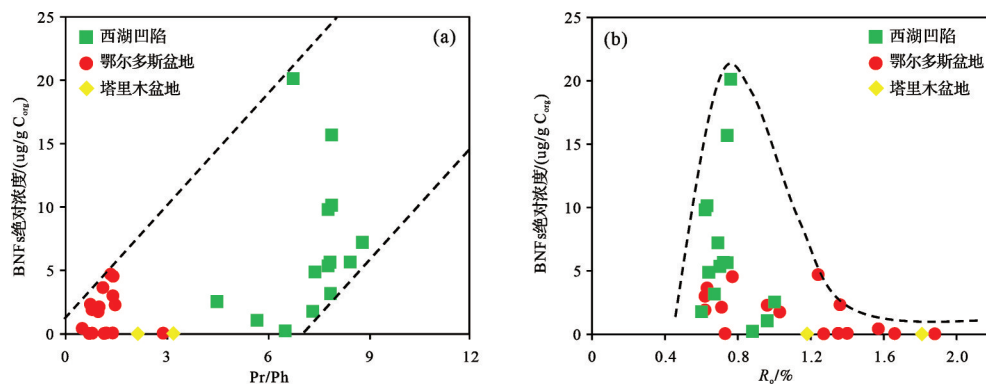 (a)
西湖凹陷
鄂尔多斯盆地
塔里木盆地
BNFs绝对浓度/(ug/g Corg)
25
20
15
10
5
0
0 3 6 9 12
Pr/Ph
(b)
西湖凹陷
鄂尔多斯盆地
塔里木盆地
BNFs绝对浓度/(ug/g Corg)
25
20
15
10
5
0
0 0.4 0.8 1.2 1.6 2.0
Ro/%